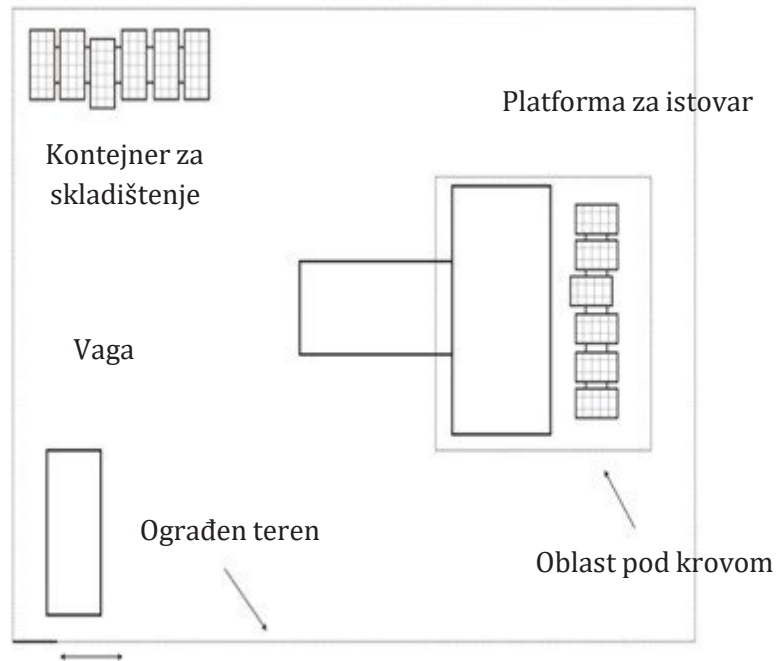 Platforma za istovar
Kontejner za
skladištenje
Vaga
Ograđen teren
Oblast pod krovom